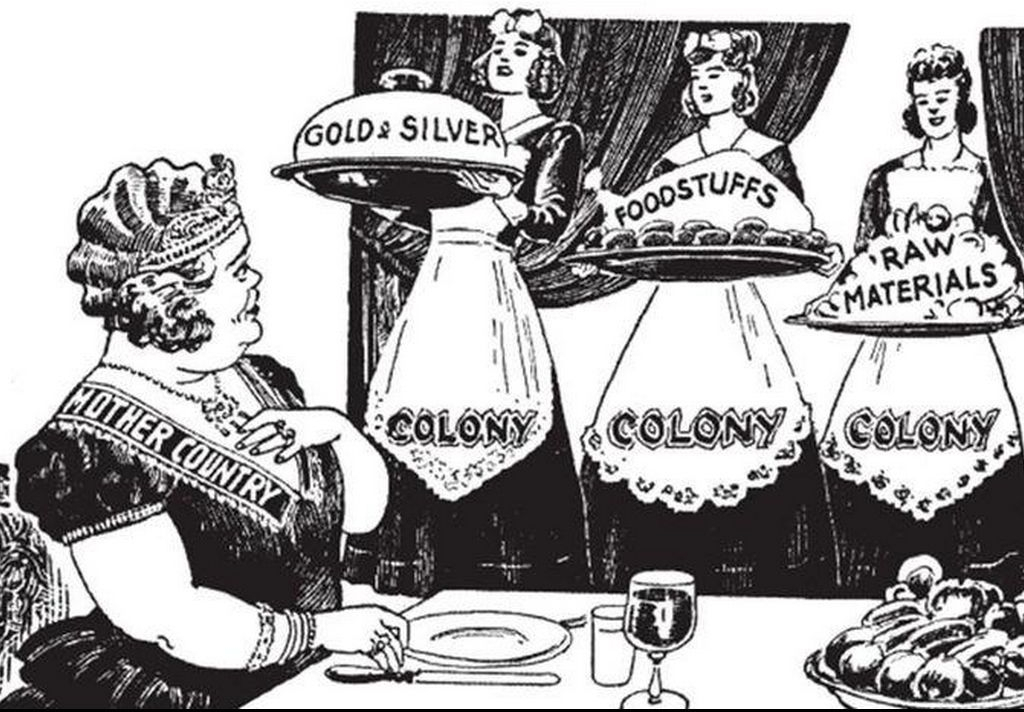 GOLD & SILVER
FOODSTUFFS
RAW
MATERIALS
MOTHER COUNTRY
COLONY
COLONY
COLONY